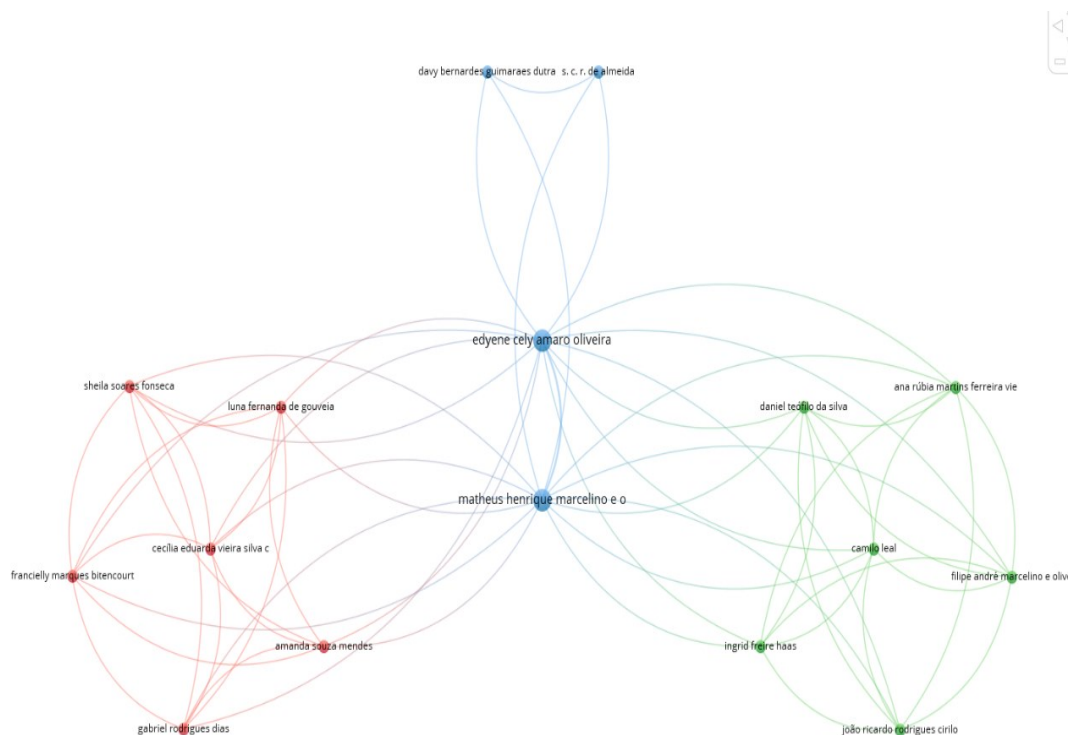 davy bernardes guimaraes dutra
s. c. r. de almeida
edyene cely amaro oliveira
sheila soares fonseca
ana rúbia martins ferreira vie
luna fernanda de gouveia
daniel teófilo da silva
matheus henrique marcelino e o
cecília eduarda vieira silva c
camilo leal
francielly marques bitencourt
filipe andré marcelino e olive
amanda souza mendes
ingrid freire haas
gabriel rodrigues dias
joão ricardo rodrigues cirilo